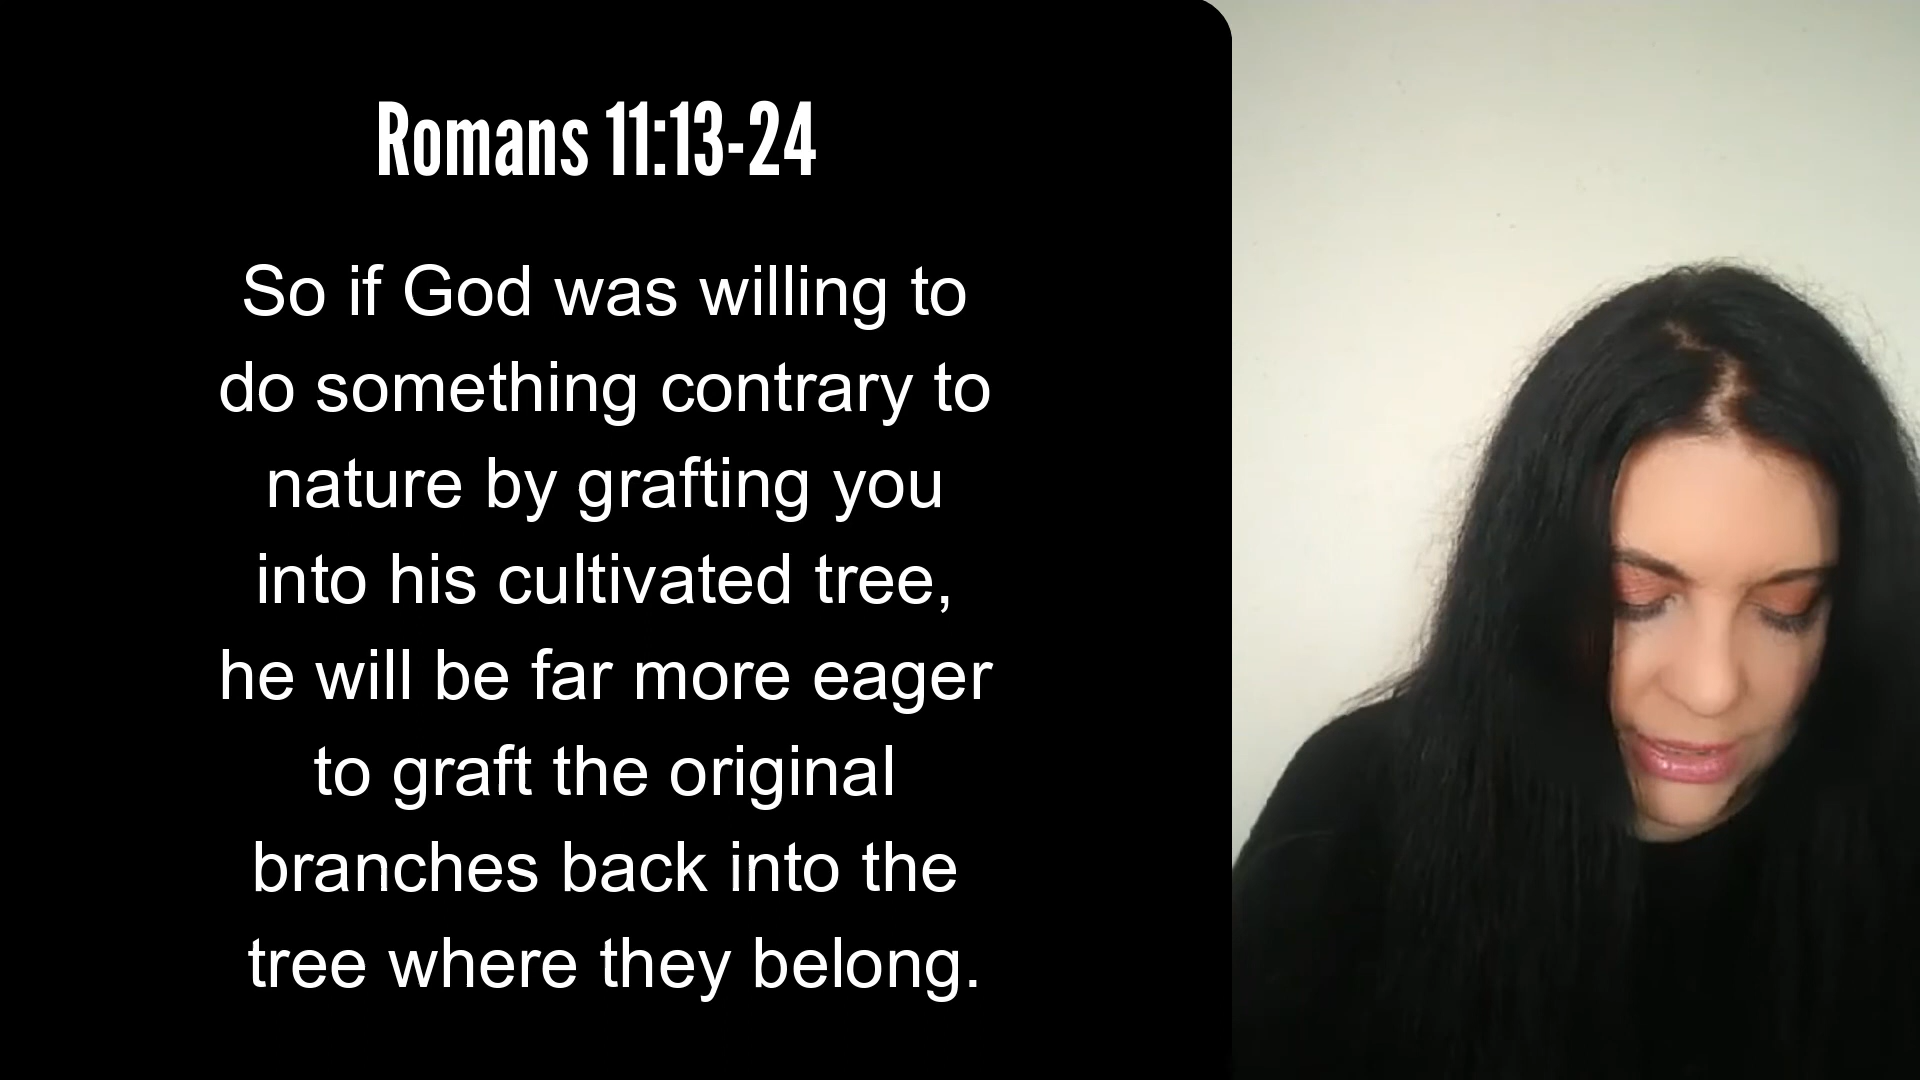 Romans 11:13-24
So if God was willing to
do something contrary to
nature by grafting you
into his cultivated tree,
he will be far more eager
to graft the original
branches back into the
tree where they belong.